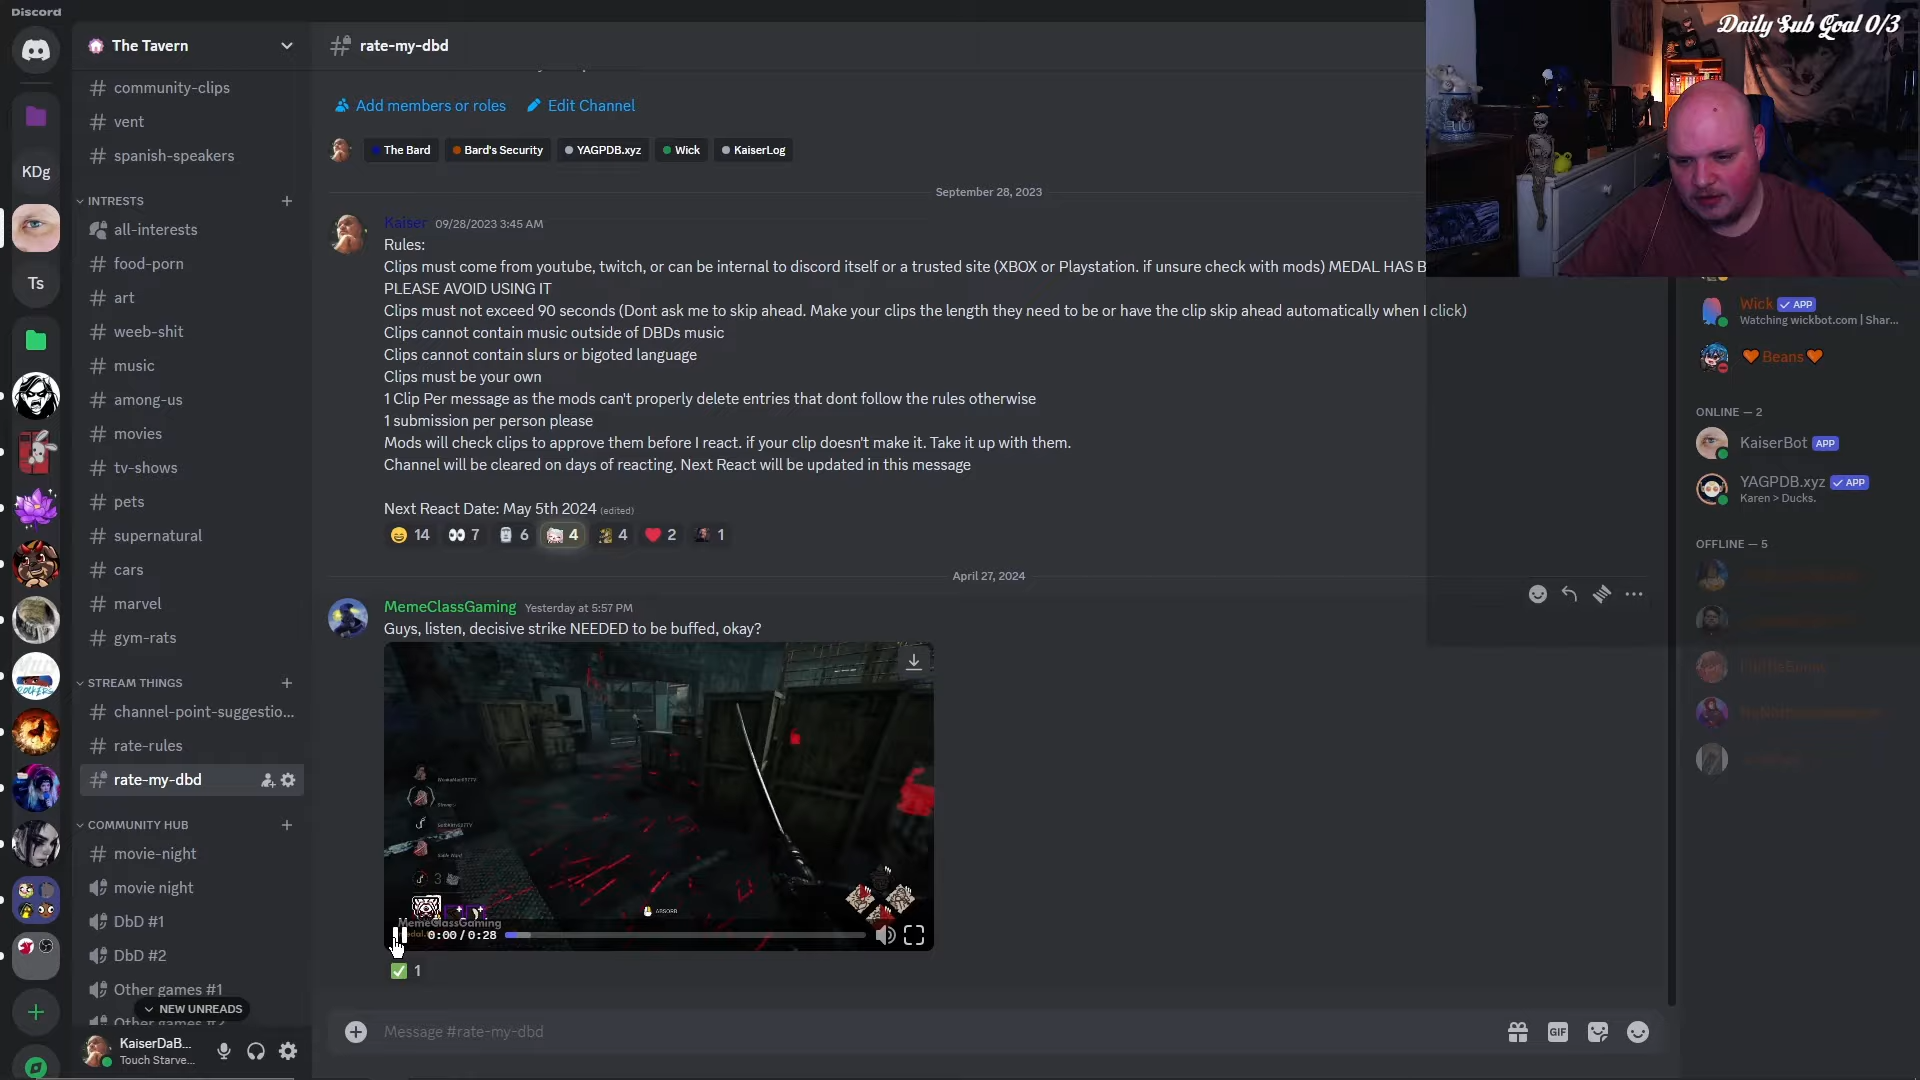 Discord
The Tavern
rate-my-dbd
Daily Sub Goal 0/3
community-clips
vent
spanish-speakers
INTRESTS
all-interests
food-porn
art
weeb-shit
music
among-us
movies
tv-shows
pets
supernatural
cars
marvel
gym-rats
STREAM THINGS
channel-point-suggestio...
rate-rules
rate-my-dbd
COMMUNITY HUB
movie-night
movie night
DbD #1
DbD #2
Other games #1
NEW UNREADS
Other games #2
KaiserDaB...
Touch Starve...
KDg
Ts
Add members or roles
Edit Channel
The Bard
Bard's Security
YAGPDB.xyz
Wick
KaiserLog
September 28, 2023
Kaiser 09/28/2023 3:45 AM
Rules:
Clips must come from youtube, twitch, or can be internal to discord itself or a trusted site (XBOX or Playstation. if unsure check with mods) MEDAL HAS B
PLEASE AVOID USING IT
Clips must not exceed 90 seconds (Dont ask me to skip ahead. Make your clips the length they need to be or have the clip skip ahead automatically when I click)
Clips cannot contain music outside of DBDs music
Clips cannot contain slurs or bigoted language
Clips must be your own
1 Clip Per message as the mods can't properly delete entries that dont follow the rules otherwise
1 submission per person please
Mods will check clips to approve them before I react. if your clip doesn't make it. Take it up with them.
Channel will be cleared on days of reacting. Next React will be updated in this message
Next React Date: May 5th 2024 (edited)
14 7 6 4 4 2 1
April 27, 2024
MemeClassGaming Yesterday at 5:57 PM
Guys, listen, decisive strike NEEDED to be buffed, okay?
3
ABSORB
MemeClassGaming
0:00 / 0:28
1
Message #rate-my-dbd
GIF
Wick APP
Watching wickbot.com | Shar...
Beans
ONLINE — 2
KaiserBot APP
YAGPDB.xyz APP
Karen > Ducks.
OFFLINE — 5